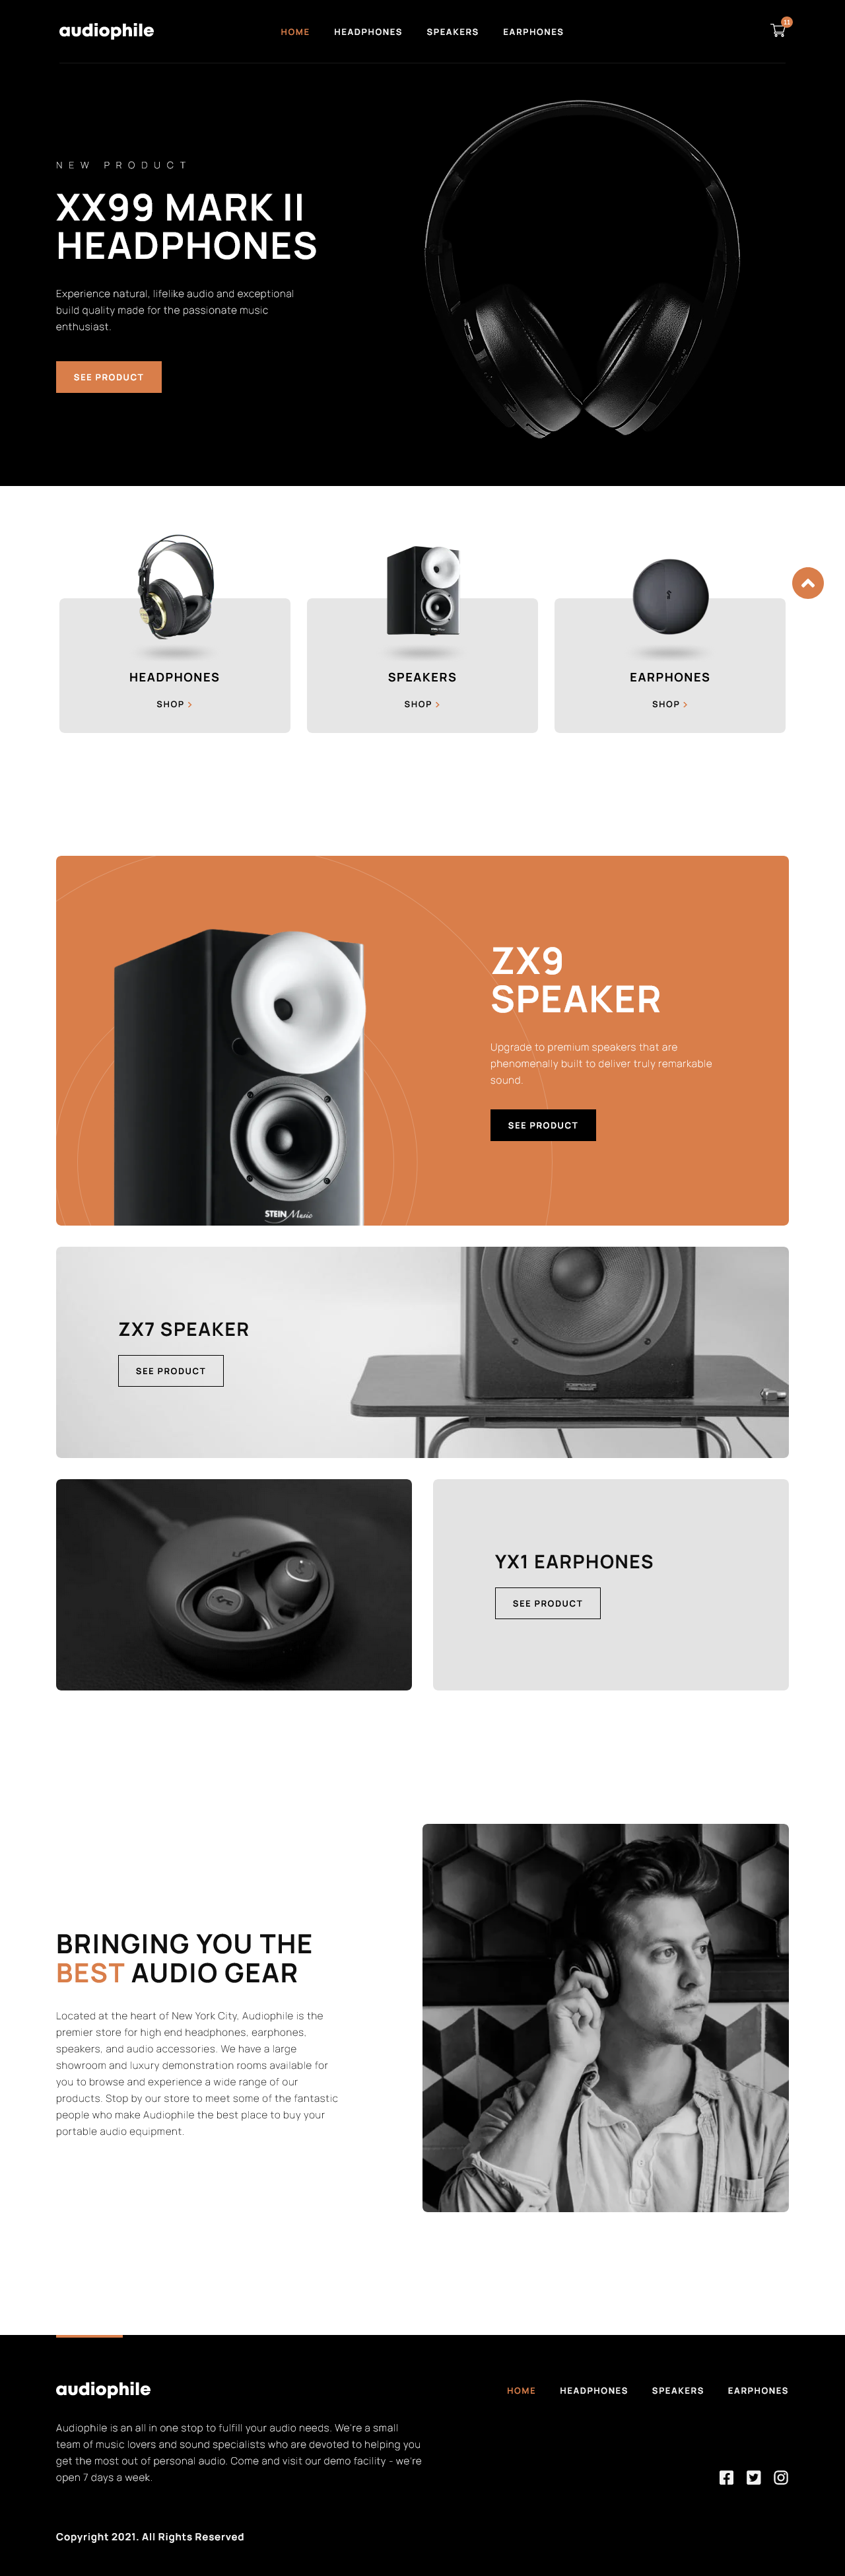 audiophile
HOME HEADPHONES SPEAKERS EARPHONES
11
NEW PRODUCT
XX99 MARK II
HEADPHONES
Experience natural, lifelike audio and exceptional
build quality made for the passionate music
enthusiast.
SEE PRODUCT
HEADPHONES
SHOP
SPEAKERS
SHOP
EARPHONES
SHOP
ZX9
SPEAKER
Upgrade to premium speakers that are
phenomenally built to deliver truly remarkable
sound.
SEE PRODUCT
STEIN Music
ZX7 SPEAKER
SEE PRODUCT
YX1 EARPHONES
SEE PRODUCT
BRINGING YOU THE
BEST AUDIO GEAR
Located at the heart of New York City, Audiophile is the
premier store for high end headphones, earphones,
speakers, and audio accessories. We have a large
showroom and luxury demonstration rooms available for
you to browse and experience a wide range of our
products. Stop by our store to meet some of the fantastic
people who make Audiophile the best place to buy your
portable audio equipment.
audiophile
HOME HEADPHONES SPEAKERS EARPHONES
Audiophile is an all in one stop to fulfill your audio needs. We're a small
team of music lovers and sound specialists who are devoted to helping you
get the most out of personal audio. Come and visit our demo facility - we're
open 7 days a week.
Copyright 2021. All Rights Reserved